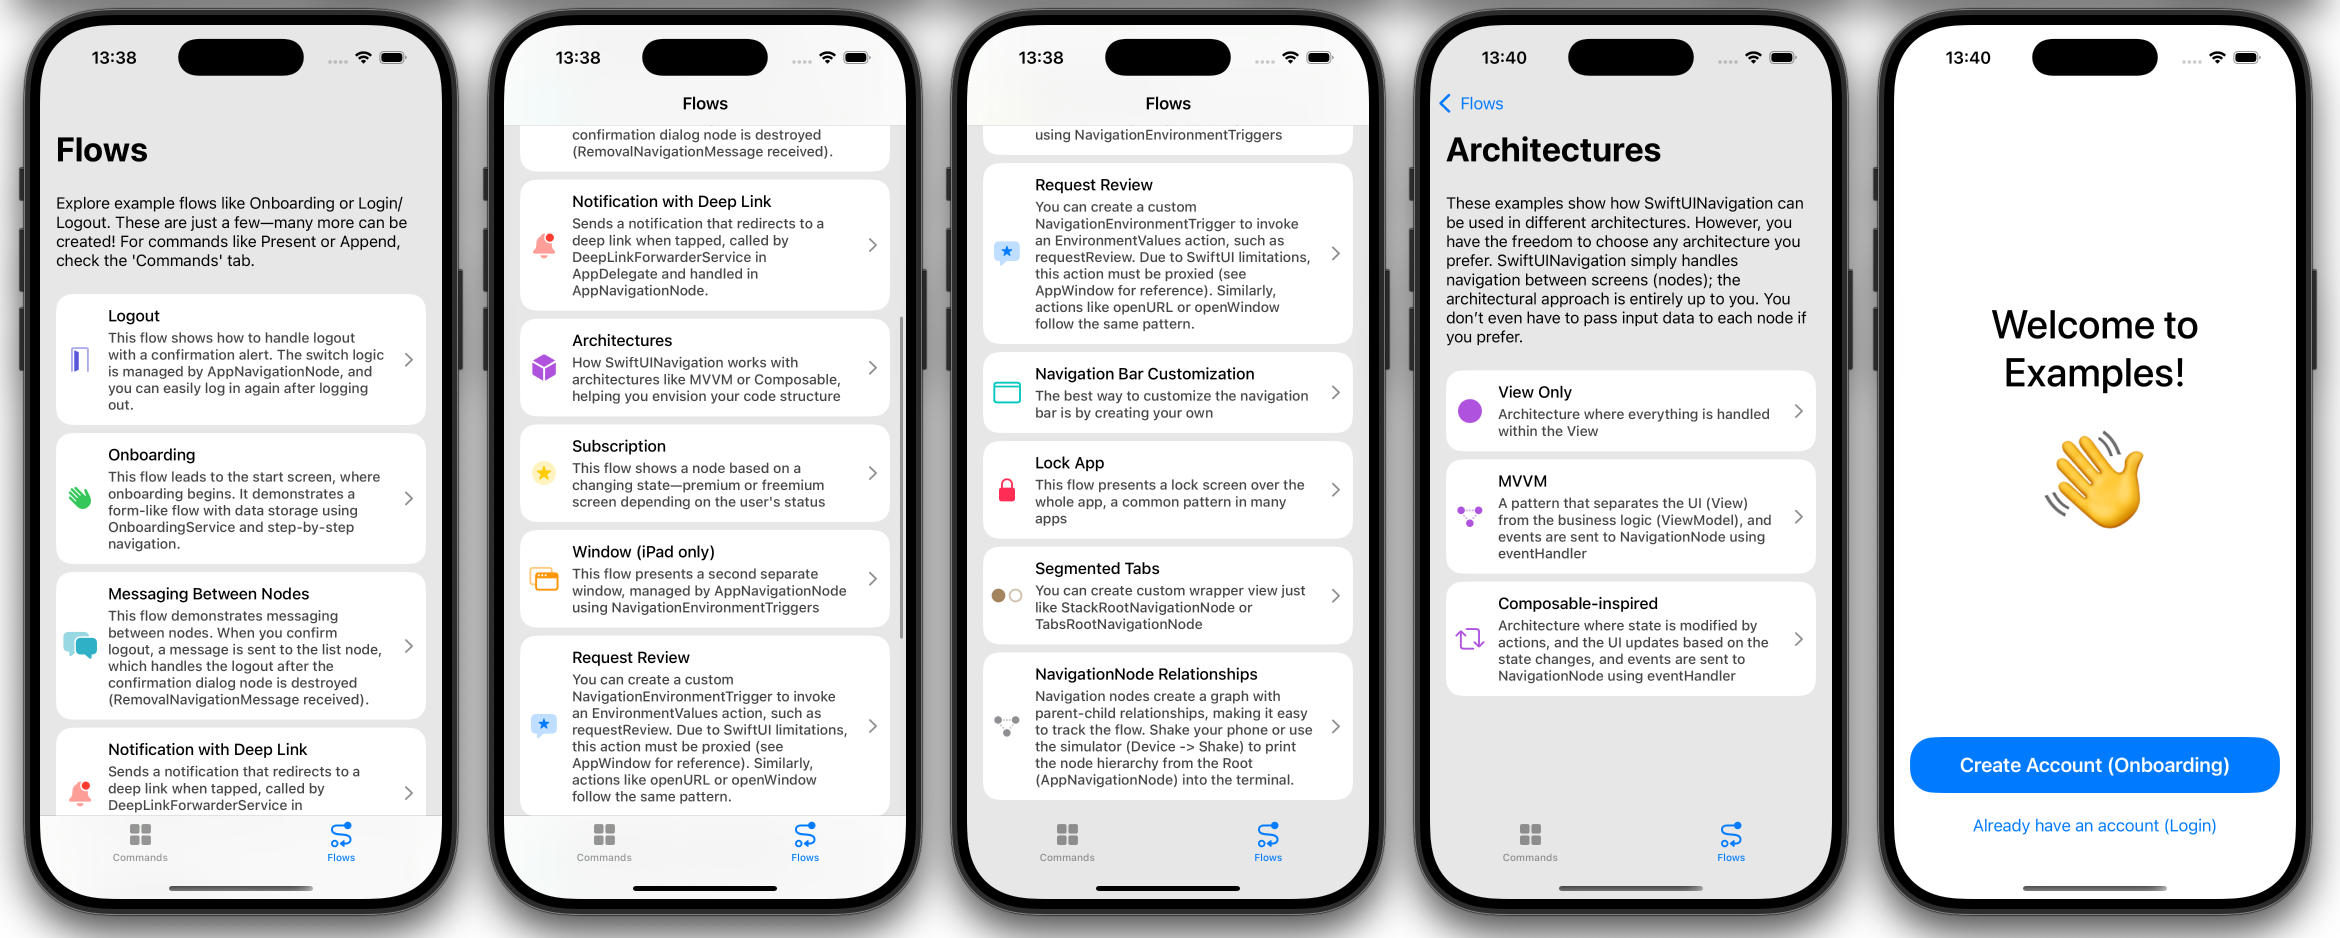 13:38
Flows
Explore example flows like Onboarding or Login/
Logout. These are just a few—many more can be
created! For commands like Present or Append,
check the 'Commands' tab.
Logout
This flow shows how to handle logout
with a confirmation alert. The switch logic
is managed by AppNavigationNode, and
you can easily log in again after logging
out.
Onboarding
This flow leads to the start screen, where
onboarding begins. It demonstrates a
form-like flow with data storage using
OnboardingService and step-by-step
navigation.
Messaging Between Nodes
This flow demonstrates messaging
between nodes. When you confirm
logout, a message is sent to the list node,
which handles the logout after the
confirmation dialog node is destroyed
(RemovalNavigationMessage received).
Notification with Deep Link
Sends a notification that redirects to a
deep link when tapped, called by
DeepLinkForwarderService in
Commands
Flows
13:38
Flows
confirmation dialog node is destroyed
(RemovalNavigationMessage received).
Notification with Deep Link
Sends a notification that redirects to a
deep link when tapped, called by
DeepLinkForwarderService in
AppDelegate and handled in
AppNavigationNode.
Architectures
How SwiftUINavigation works with
architectures like MVVM or Composable,
helping you envision your code structure
Subscription
This flow shows a node based on a
changing state—premium or freemium
screen depending on the user's status
Window (iPad only)
This flow presents a second separate
window, managed by AppNavigationNode
using NavigationEnvironmentTriggers
Request Review
You can create a custom
NavigationEnvironmentTrigger to invoke
an EnvironmentValues action, such as
requestReview. Due to SwiftUI limitations,
this action must be proxied (see
AppWindow for reference). Similarly,
actions like openURL or openWindow
follow the same pattern.
Commands
Flows
13:38
Flows
using NavigationEnvironmentTriggers
Request Review
You can create a custom
NavigationEnvironmentTrigger to invoke
an EnvironmentValues action, such as
requestReview. Due to SwiftUI limitations,
this action must be proxied (see
AppWindow for reference). Similarly,
actions like openURL or openWindow
follow the same pattern.
Navigation Bar Customization
The best way to customize the navigation
bar is by creating your own
Lock App
This flow presents a lock screen over the
whole app, a common pattern in many
apps
Segmented Tabs
You can create custom wrapper view just
like StackRootNavigationNode or
TabsRootNavigationNode
NavigationNode Relationships
Navigation nodes create a graph with
parent-child relationships, making it easy
to track the flow. Shake your phone or use
the simulator (Device -> Shake) to print
the node hierarchy from the Root
(AppNavigationNode) into the terminal.
Commands
Flows
13:40
Flows
Architectures
These examples show how SwiftUINavigation can
be used in different architectures. However, you
have the freedom to choose any architecture you
prefer. SwiftUINavigation simply handles
navigation between screens (nodes); the
architectural approach is entirely up to you. You
don't even have to pass input data to each node if
you prefer.
View Only
Architecture where everything is handled
within the View
MVVM
A pattern that separates the UI (View)
from the business logic (ViewModel), and
events are sent to NavigationNode using
eventHandler
Composable-inspired
Architecture where state is modified by
actions, and the UI updates based on the
state changes, and events are sent to
NavigationNode using eventHandler
Commands
Flows
13:40
Welcome to
Examples!
Create Account (Onboarding)
Already have an account (Login)